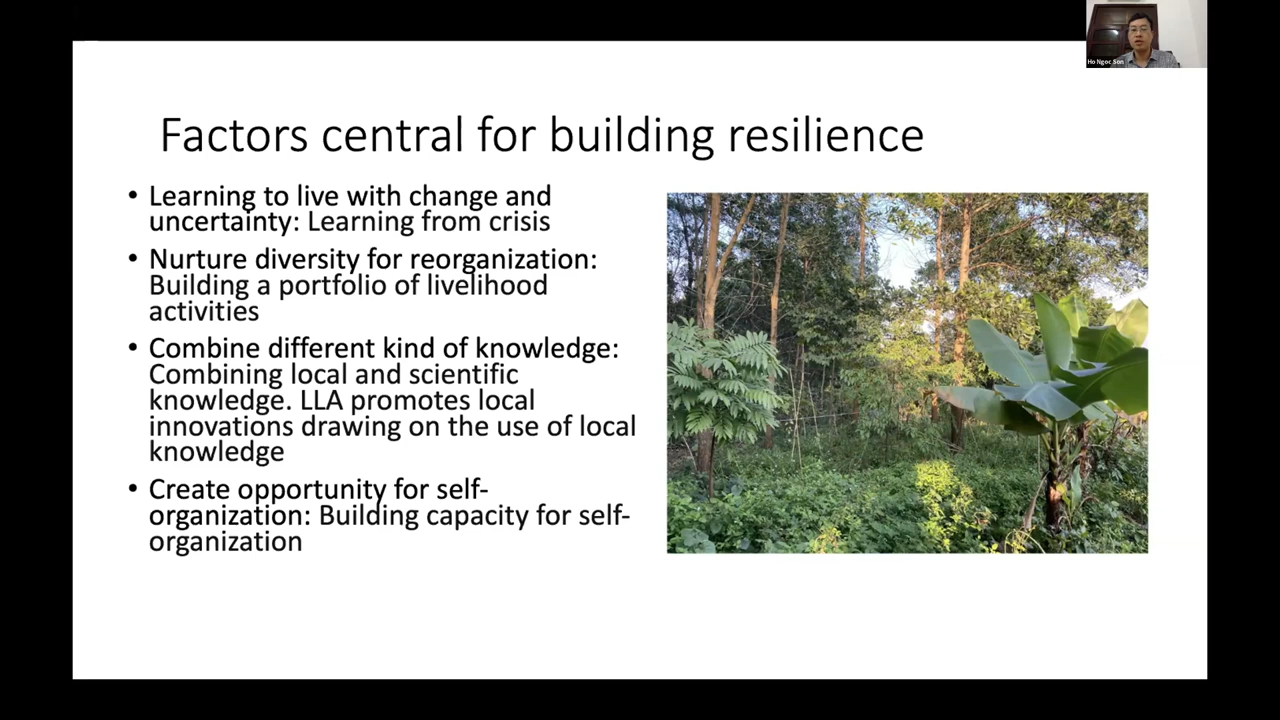 Ho Ngoc Son
Factors central for building resilience
• Learning to live with change and
uncertainty: Learning from crisis
• Nurture diversity for reorganization:
Building a portfolio of livelihood
activities
• Combine different kind of knowledge:
Combining local and scientific
knowledge. LLA promotes local
innovations drawing on the use of local
knowledge
• Create opportunity for self-
organization: Building capacity for self-
organization